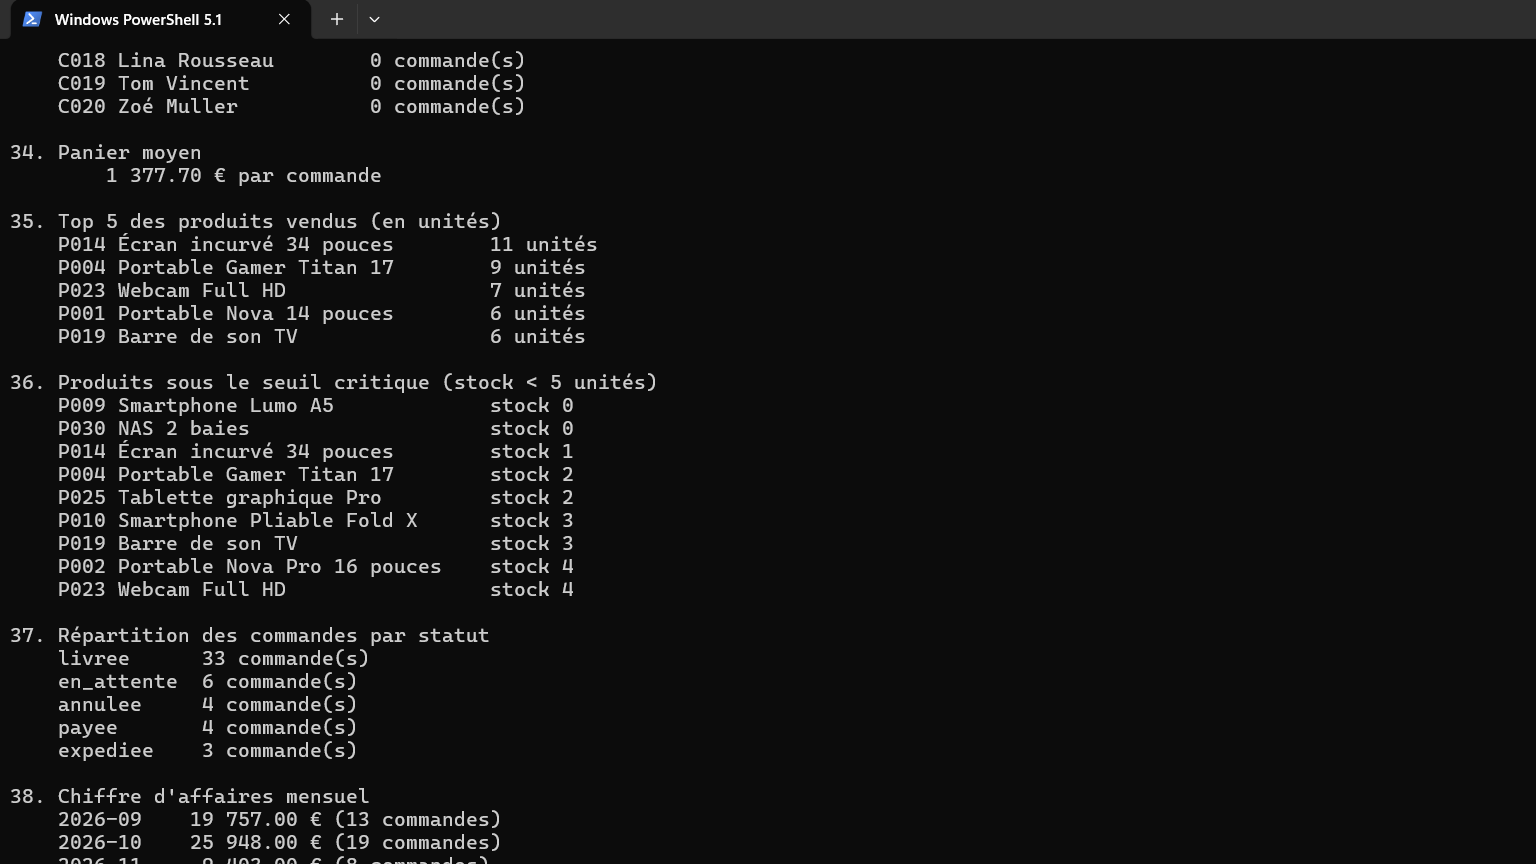 Windows PowerShell 5.1
C018 Lina Rousseau 0 commande(s)
C019 Tom Vincent 0 commande(s)
C020 Zoé Muller 0 commande(s)
34. Panier moyen
1 377.70 € par commande
35. Top 5 des produits vendus (en unités)
P014 Écran incurvé 34 pouces 11 unités
P004 Portable Gamer Titan 17 9 unités
P023 Webcam Full HD 7 unités
P001 Portable Nova 14 pouces 6 unités
P019 Barre de son TV 6 unités
36. Produits sous le seuil critique (stock < 5 unités)
P009 Smartphone Lumo A5 stock 0
P030 NAS 2 baies stock 0
P014 Écran incurvé 34 pouces stock 1
P004 Portable Gamer Titan 17 stock 2
P025 Tablette graphique Pro stock 2
P010 Smartphone Pliable Fold X stock 3
P019 Barre de son TV stock 3
P002 Portable Nova Pro 16 pouces stock 4
P023 Webcam Full HD stock 4
37. Répartition des commandes par statut
livree 33 commande(s)
en_attente 6 commande(s)
annulee 4 commande(s)
payee 4 commande(s)
expediee 3 commande(s)
38. Chiffre d'affaires mensuel
2026-09 19 757.00 € (13 commandes)
2026-10 25 948.00 € (19 commandes)